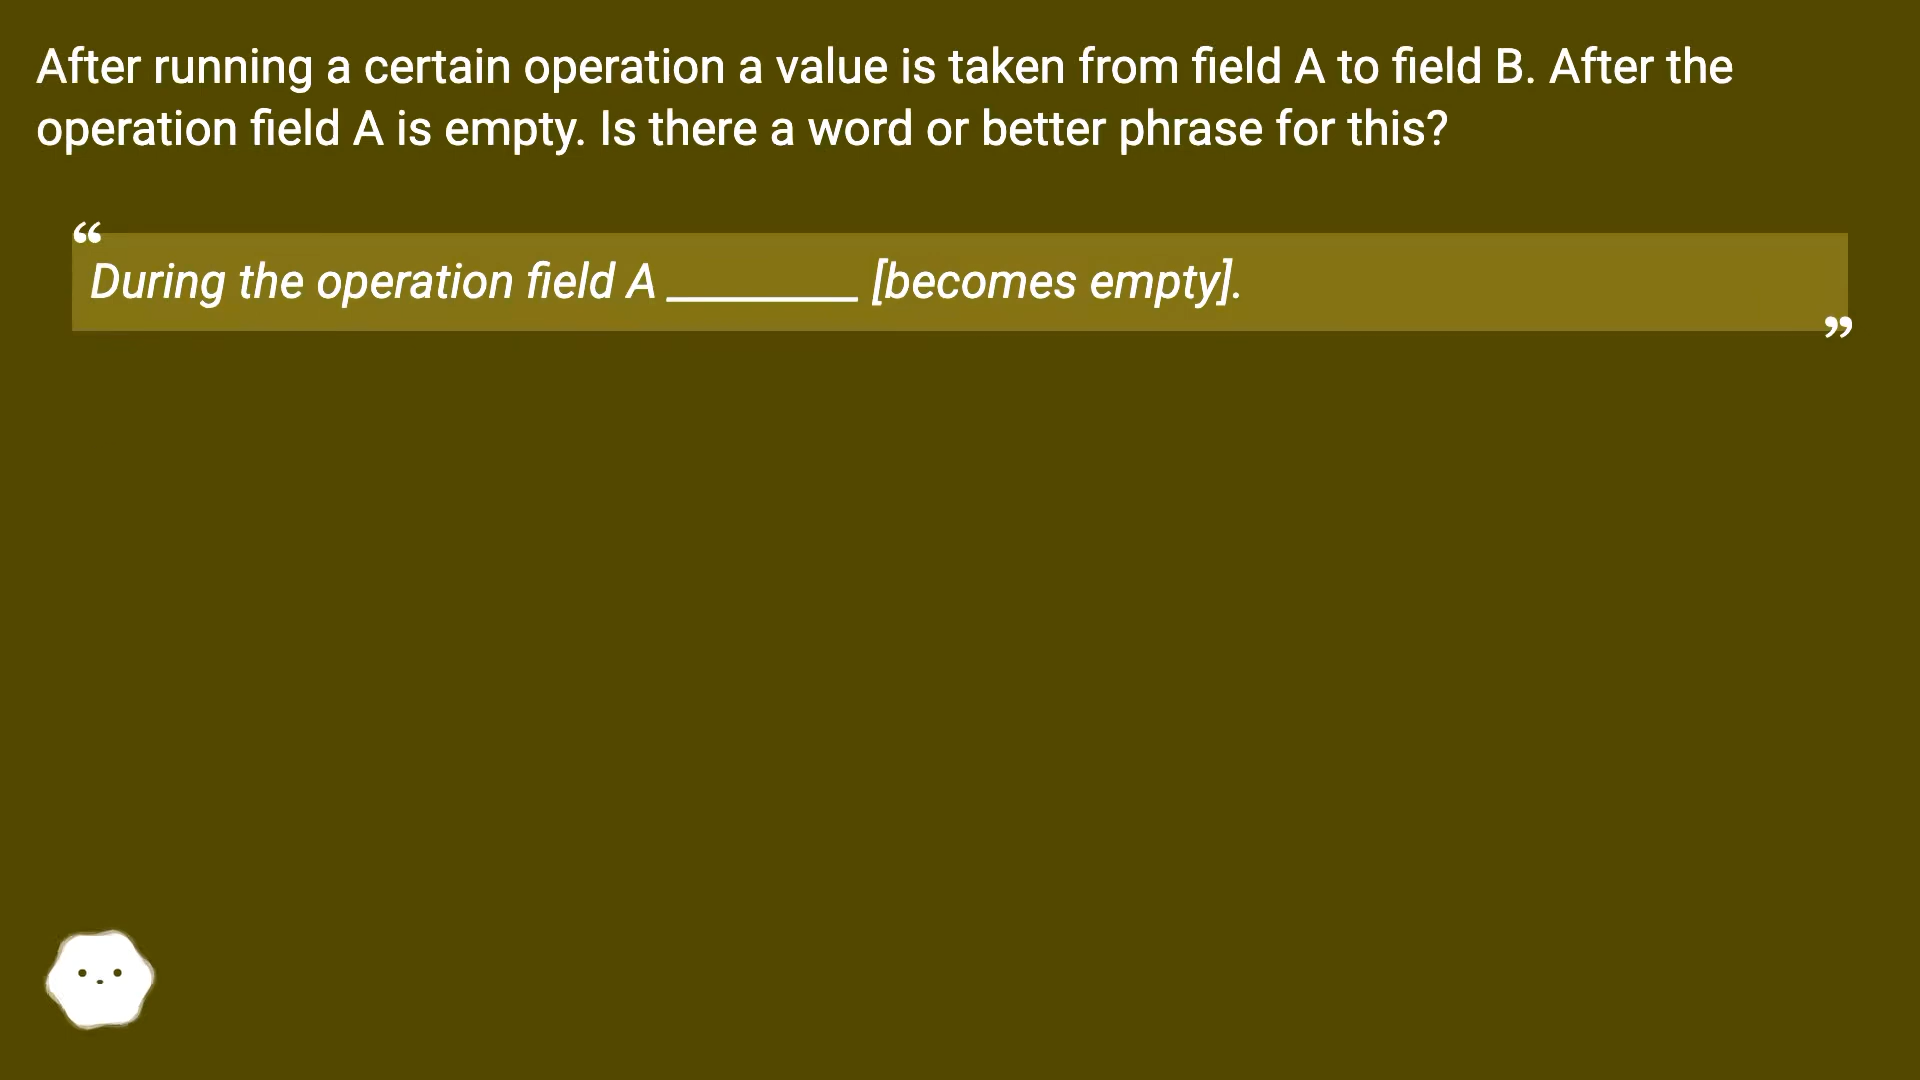 After running a certain operation a value is taken from field A to field B. After the
operation field A is empty. Is there a word or better phrase for this?
“
During the operation field A ________ [becomes empty].
”